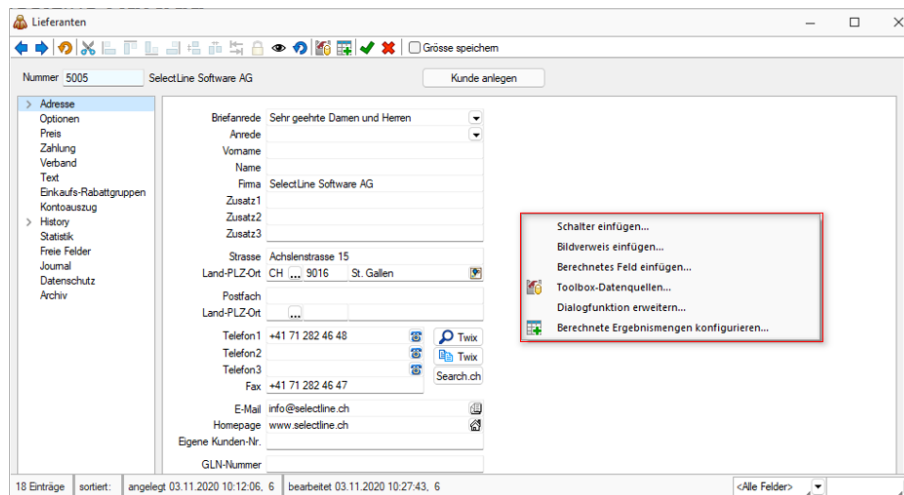 Lieferanten
Grösse speichern
Nummer 5005 SelectLine Software AG Kunde anlegen
Adresse
Optionen
Preis
Zahlung
Verband
Text
Einkaufs-Rabattgruppen
Kontoauszug
History
Statistik
Freie Felder
Journal
Datenschutz
Archiv
Briefanrede Sehr geehrte Damen und Herren
Anrede
Vorname
Name
Firma SelectLine Software AG
Zusatz1
Zusatz2
Zusatz3
Strasse Achslenstrasse 15
Land-PLZ-Ort CH ... 9016 St. Gallen
Postfach
Land-PLZ-Ort ...
Telefon1 +41 71 282 46 48 Twix
Telefon2 Twix
Telefon3 Search.ch
Fax +41 71 282 46 47
E-Mail info@selectline.ch
Homepage www.selectline.ch
Eigene Kunden-Nr.
GLN-Nummer
Schalter einfügen...
Bildverweis einfügen...
Berechnetes Feld einfügen...
Toolbox-Datenquellen...
Dialogfunktion erweitern...
Berechnete Ergebnismengen konfigurieren...
18 Einträge sortiert: angelegt 03.11.2020 10:12:06, 6 bearbeitet 03.11.2020 10:27:43, 6 <Alle Felder>